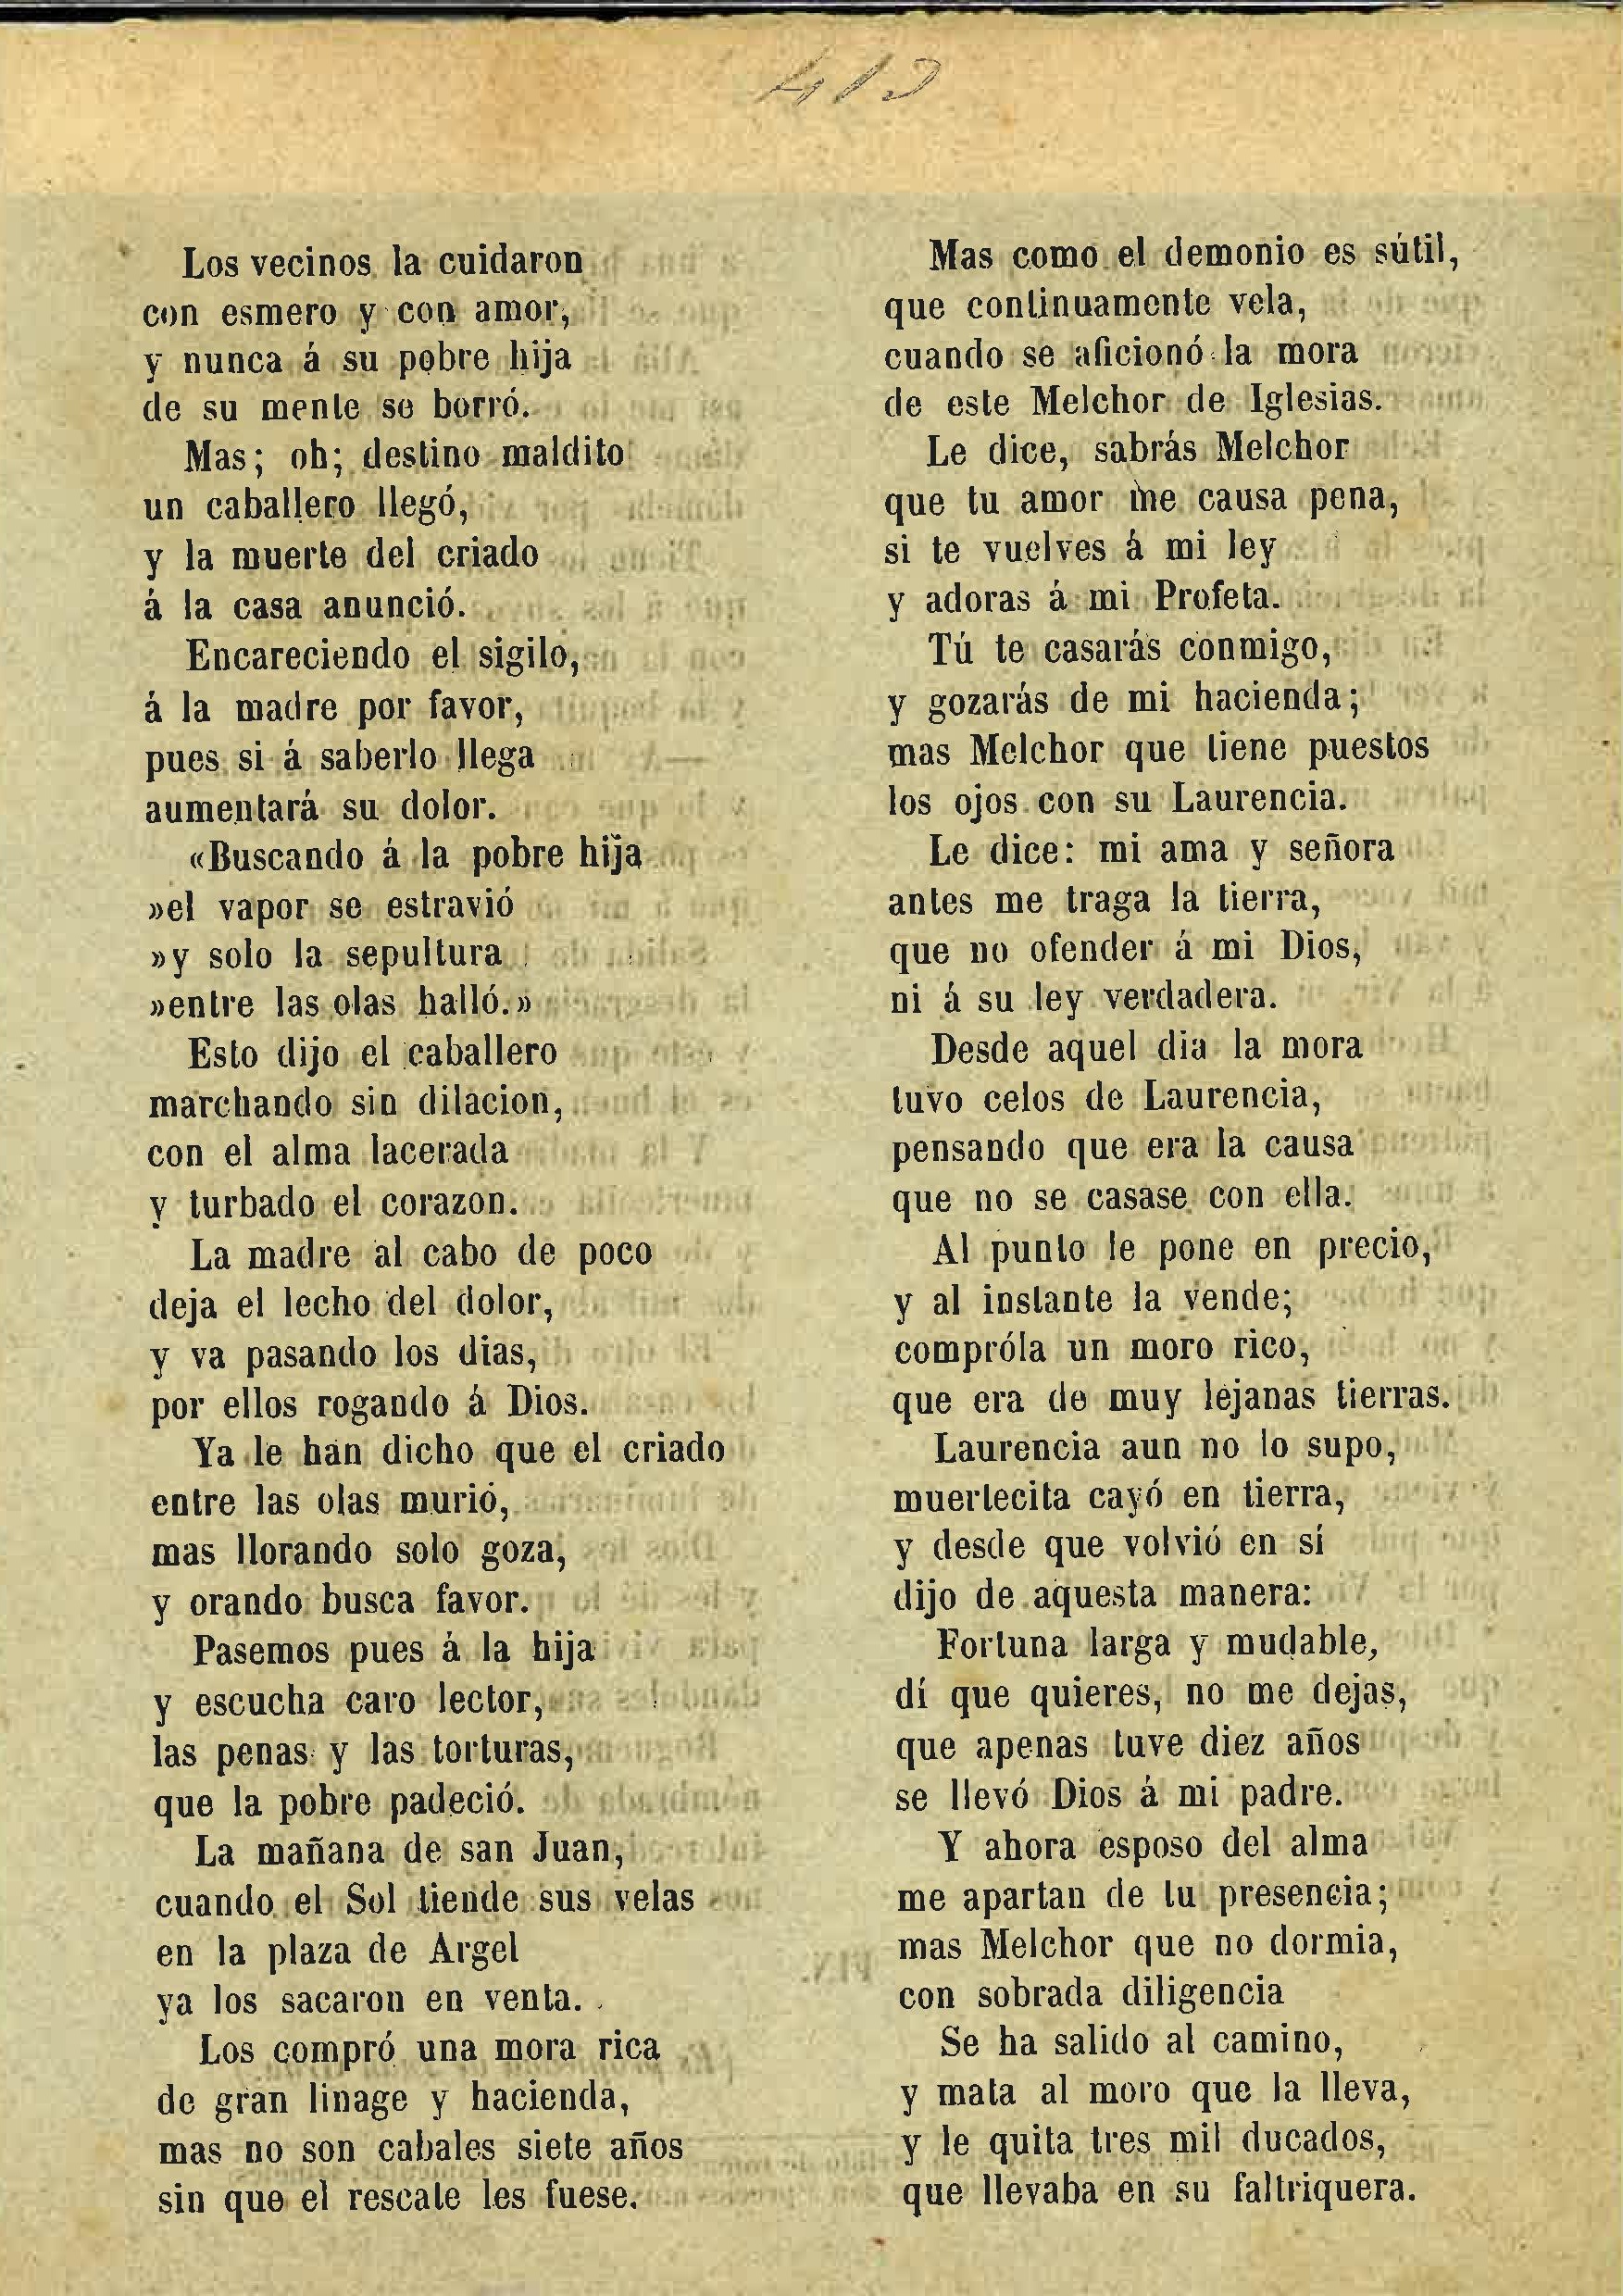 Los vecinos la cuidaron
con esmero y con amor,
y nunca á su pobre hija
de su mente se borró.
Mas; oh; destino maldito
un caballero llegó,
y la muerte del criado
á la casa anunció.
Encareciendo el sigilo,
á la madre por favor,
pues si á saberlo llega
aumentará su dolor.
«Buscando á la pobre hija
»el vapor se estravió
»y solo la sepultura
»entre las olas halló.»
Esto dijo el caballero
marchando sin dilacion,
con el alma lacerada
y turbado el corazon.
La madre al cabo de poco
deja el lecho del dolor,
y va pasando los dias,
por ellos rogando á Dios.
Ya le han dicho que el criado
entre las olas murió,
mas llorando solo goza,
y orando busca favor.
Pasemos pues á la hija
y escucha caro lector,
las penas y las torturas,
que la pobre padeció.
La mañana de san Juan,
cuando el Sol tiende sus velas
en la plaza de Argel
ya los sacaron en venta.
Los compró una mora rica
de gran linage y hacienda,
mas no son cabales siete años
sin que el rescate les fuese.
Mas como el demonio es sútil,
que continuamente vela,
cuando se aficionó la mora
de este Melchor de Iglesias.
Le dice, sabrás Melchor
que tu amor me causa pena,
si te vuelves á mi ley
y adoras á mi Profeta.
Tú te casarás conmigo,
y gozarás de mi hacienda;
mas Melchor que tiene puestos
los ojos con su Laurencia.
Le dice: mi ama y señora
antes me traga la tierra,
que no ofender á mi Dios,
ni á su ley verdadera.
Desde aquel dia la mora
tuvo celos de Laurencia,
pensando que era la causa
que no se casase con ella.
Al punto le pone en precio,
y al instante la vende;
compróla un moro rico,
que era de muy lejanas tierras.
Laurencia aun no lo supo,
muertecita cayó en tierra,
y desde que volvió en sí
dijo de aquesta manera:
Fortuna larga y mudable,
dí que quieres, no me dejas,
que apenas tuve diez años
se llevó Dios á mi padre.
Y ahora esposo del alma
me apartan de tu presencia;
mas Melchor que no dormia,
con sobrada diligencia
Se ha salido al camino,
y mata al moro que la lleva,
y le quita tres mil ducados,
que llevaba en su faltriquera.